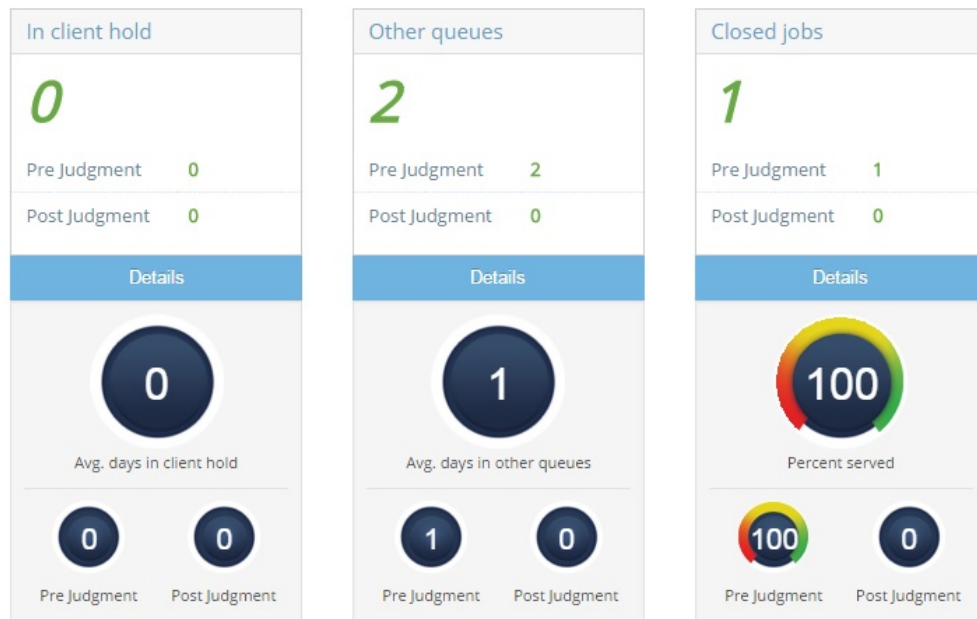 In client hold
0
Pre Judgment 0
Post Judgment 0
Details
0
Avg. days in client hold
0 0
Pre Judgment Post Judgment
Other queues
2
Pre Judgment 2
Post Judgment 0
Details
1
Avg. days in other queues
1 0
Pre Judgment Post Judgment
Closed jobs
1
Pre Judgment 1
Post Judgment 0
Details
100
Percent served
100 0
Pre Judgment Post Judgment